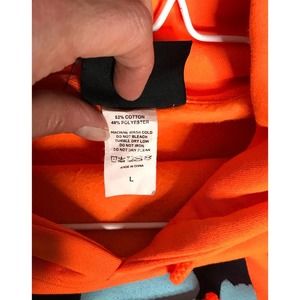 52% COTTON
48% POLYESTER
MACHINE WASH COLD
DO NOT BLEACH
TUMBLE DRY LOW
DO NOT IRON
DO NOT DRY CLEAN
MADE IN CHINA
L